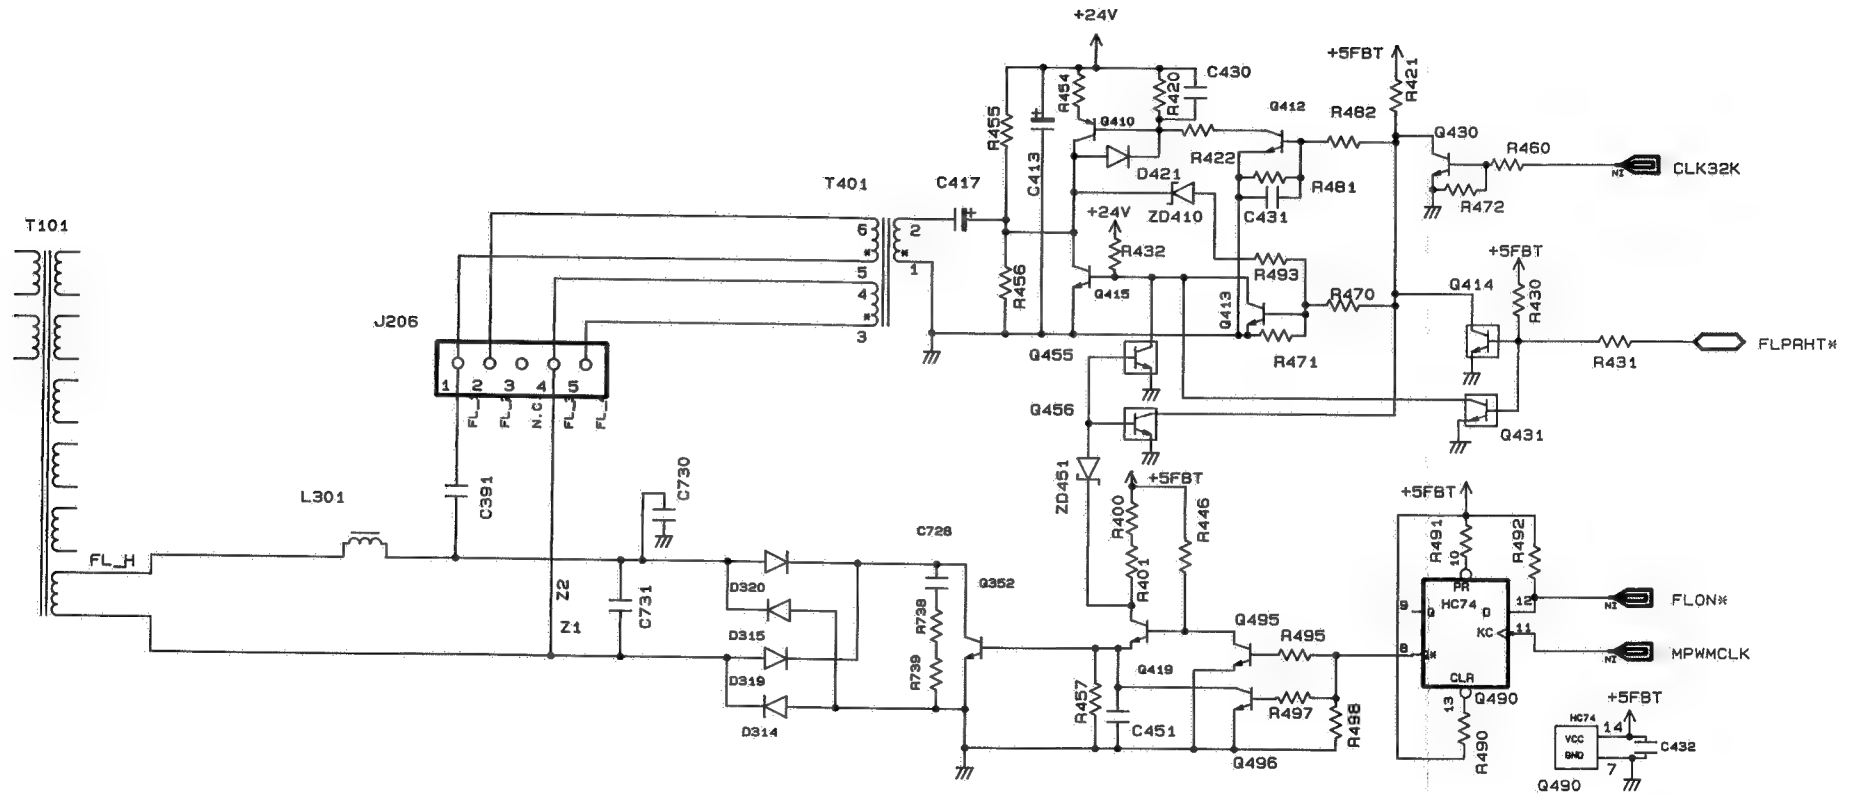 +24V
+5FBT
R421
R454
R420
C430
Q412
R482
R455
Q410
Q430
R460
R422
C413
D421
CLK32K
NI
T401
C417
R481
R472
ZD410
C431
+24V
T101
6
2
*
*
R432
+5FBT
5
1
R493
R456
4
Q415
R470
Q414
R430
*
Q413
J206
3
Q455
R471
R431
FLPRHT*
1 2 3 4 5
FL_
FL_
N.C.
FL_
FL_
Q456
Q431
ZD451
+5FBT
C730
+5FBT
L301
C391
R400
R446
R491
R492
C728
10
FL_H
R401
Q352
PR
D320
HC74
Z2
C731
R738
9
Q
D
12
NI
FLON*
Z1
D315
Q495
R495
KC
11
8
Q*
NI
MPWMCLK
Q419
D319
R739
CLR
R457
R497
R498
13
Q490
+5FBT
D314
C451
HC74
14
R490
VCC
C432
GND
Q496
7
Q490